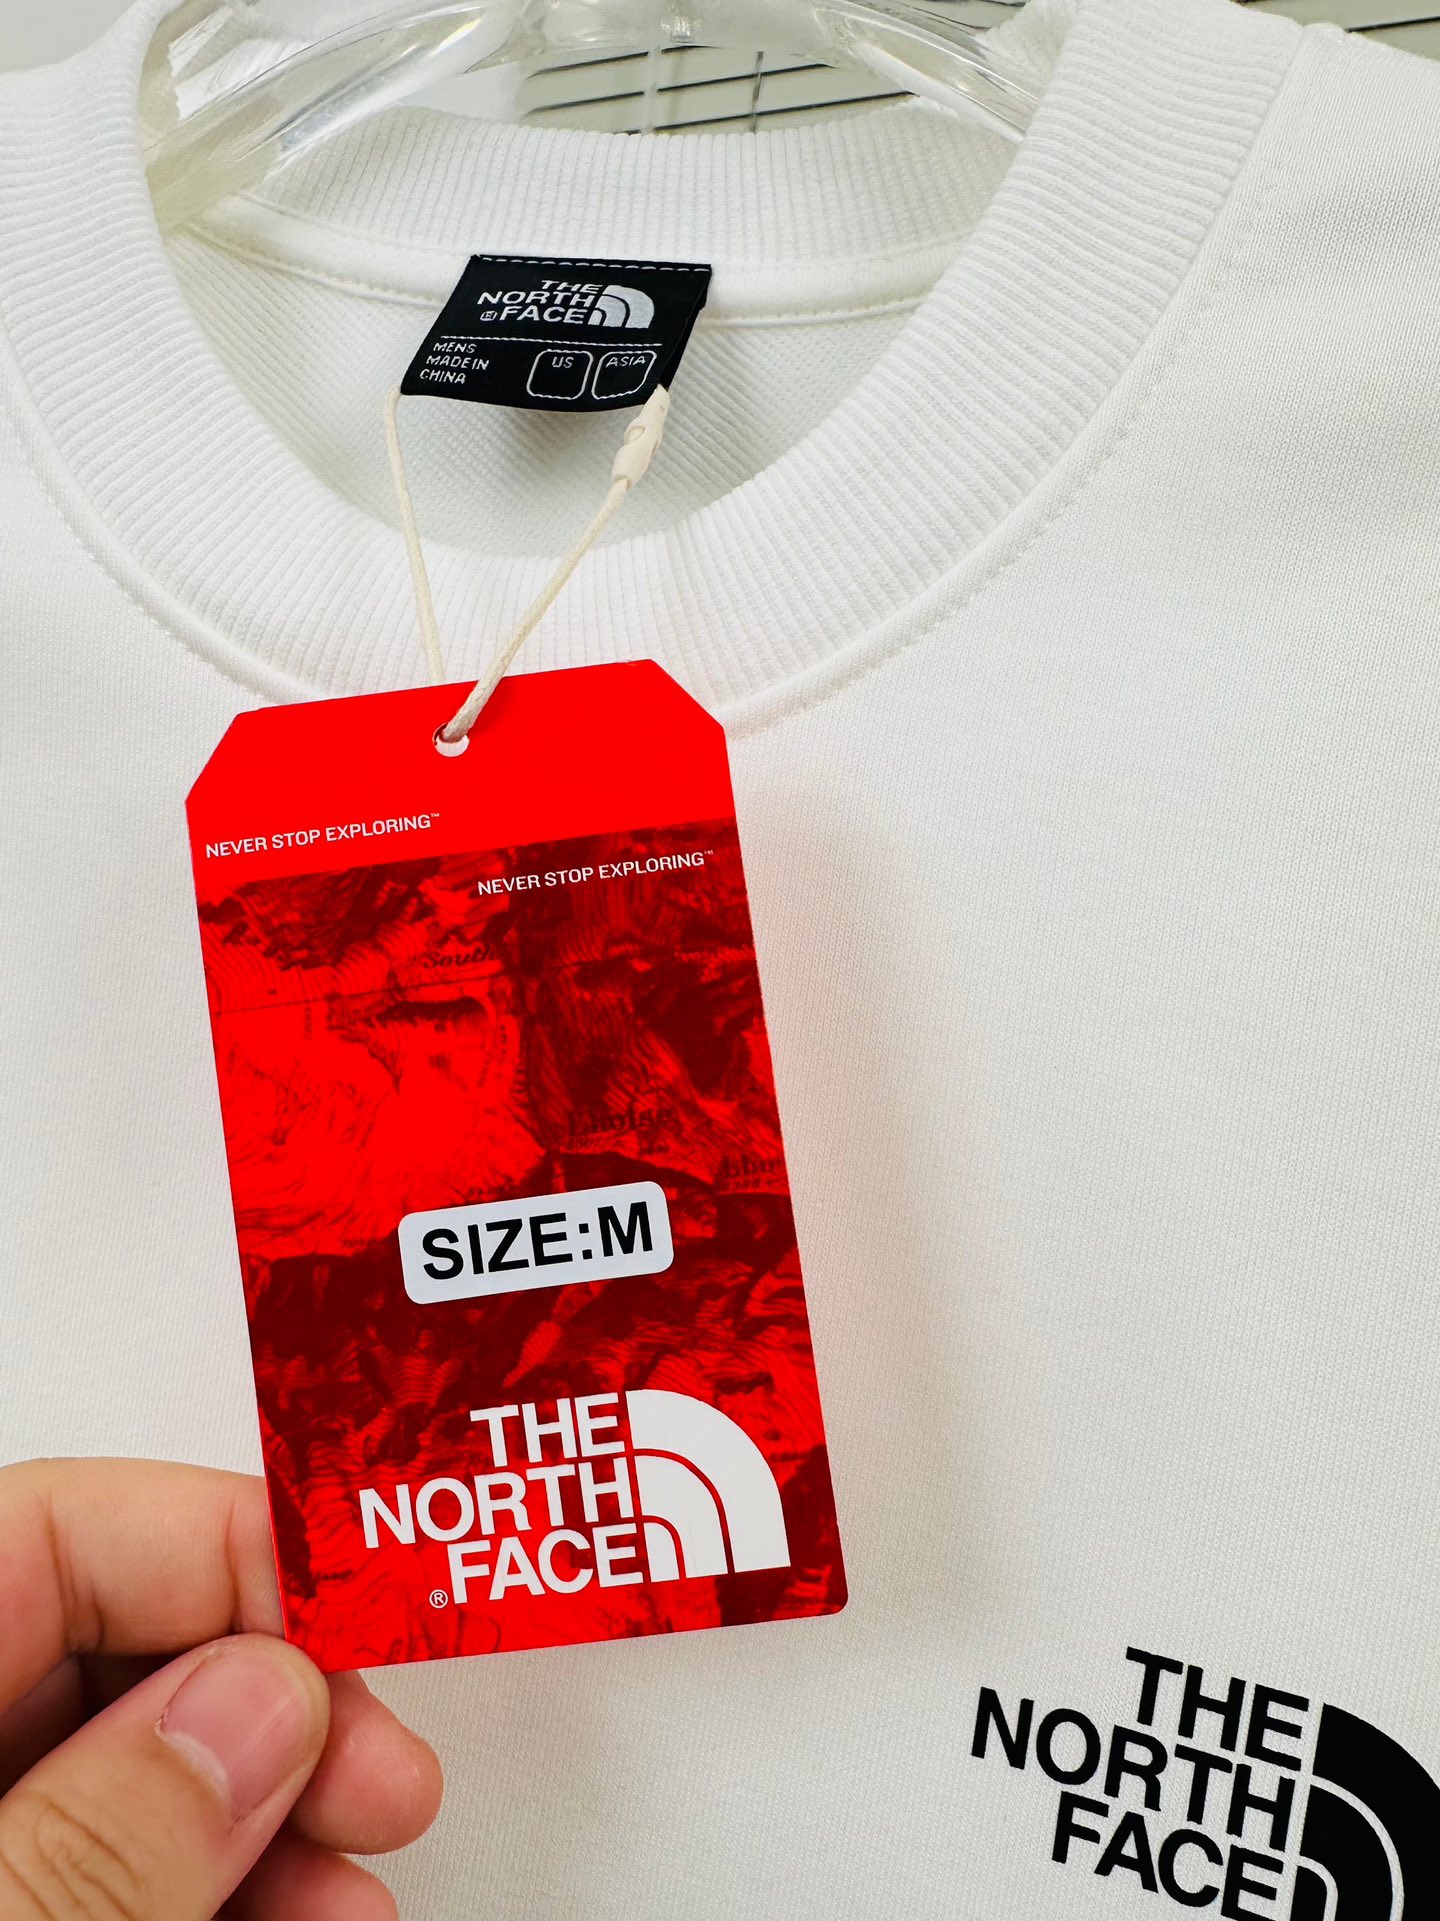 THE
NORTH
FACE
MENS
MADE IN
CHINA
US
ASIA
NEVER STOP EXPLORING™
NEVER STOP EXPLORING™
South
SIZE:M
THE
NORTH
FACE
®
THE
NORTH
FACE